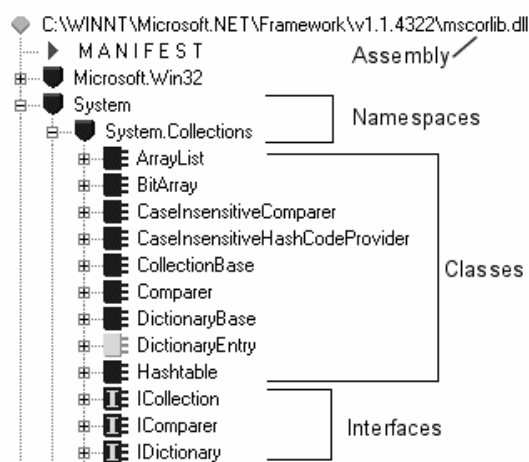 C:\WINNT\Microsoft.NET\Framework\v1.1.4322\mscorlib.dll
MANIFEST
Assembly
Microsoft.Win32
System
Namespaces
System.Collections
ArrayList
BitArray
CaseInsensitiveComparer
CaseInsensitiveHashCodeProvider
CollectionBase
Classes
Comparer
DictionaryBase
DictionaryEntry
Hashtable
ICollection
IComparer
Interfaces
IDictionary